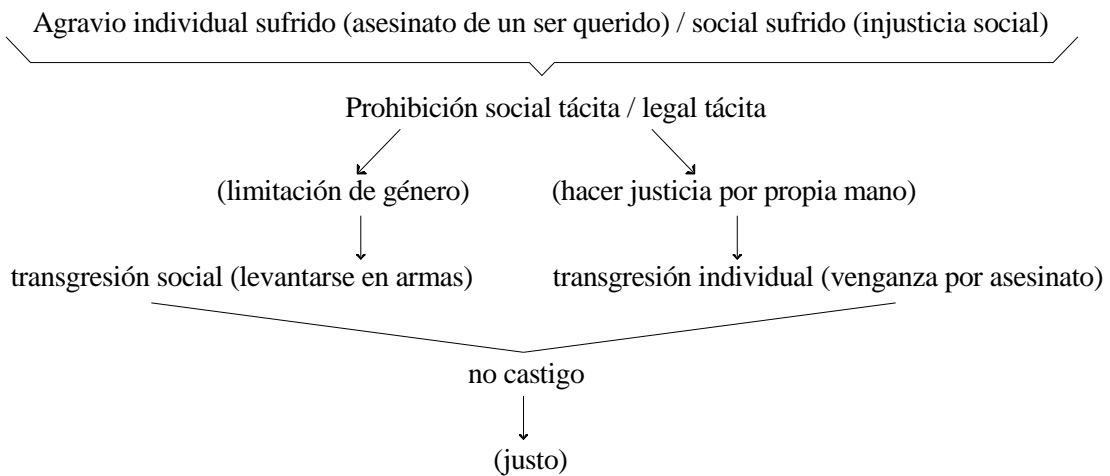 Agravio individual sufrido (asesinato de un ser querido) / social sufrido (injusticia social)
Prohibición social tácita / legal tácita
(limitación de género) (hacer justicia por propia mano)
transgresión social (levantarse en armas) transgresión individual (venganza por asesinato)
no castigo
(justo)